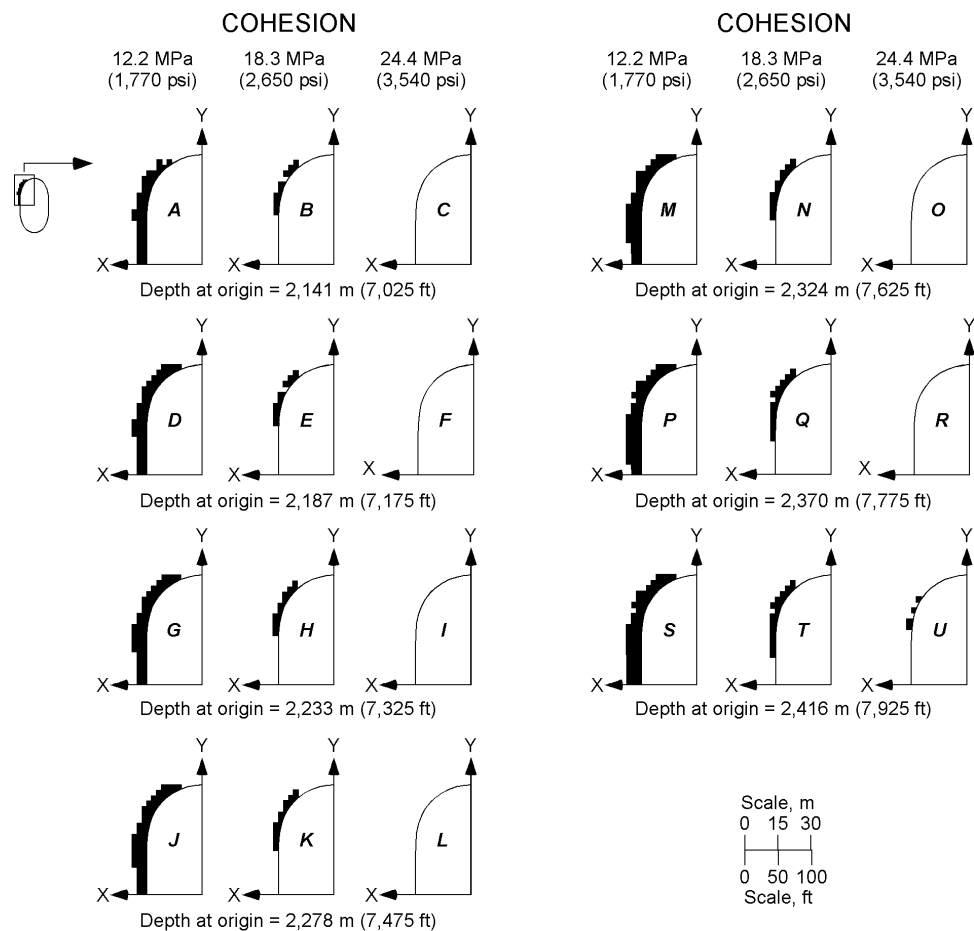 COHESION
12.2 MPa 18.3 MPa 24.4 MPa
(1,770 psi) (2,650 psi) (3,540 psi)
Y Y Y
A B C
X X X
Depth at origin = 2,141 m (7,025 ft)
Y Y Y
D E F
X X X
Depth at origin = 2,187 m (7,175 ft)
Y Y Y
G H I
X X X
Depth at origin = 2,233 m (7,325 ft)
Y Y Y
J K L
X X X
Depth at origin = 2,278 m (7,475 ft)
COHESION
12.2 MPa 18.3 MPa 24.4 MPa
(1,770 psi) (2,650 psi) (3,540 psi)
Y Y Y
M N O
X X X
Depth at origin = 2,324 m (7,625 ft)
Y Y Y
P Q R
X X X
Depth at origin = 2,370 m (7,775 ft)
Y Y Y
S T U
X X X
Depth at origin = 2,416 m (7,925 ft)
Scale, m
0 15 30
0 50 100
Scale, ft